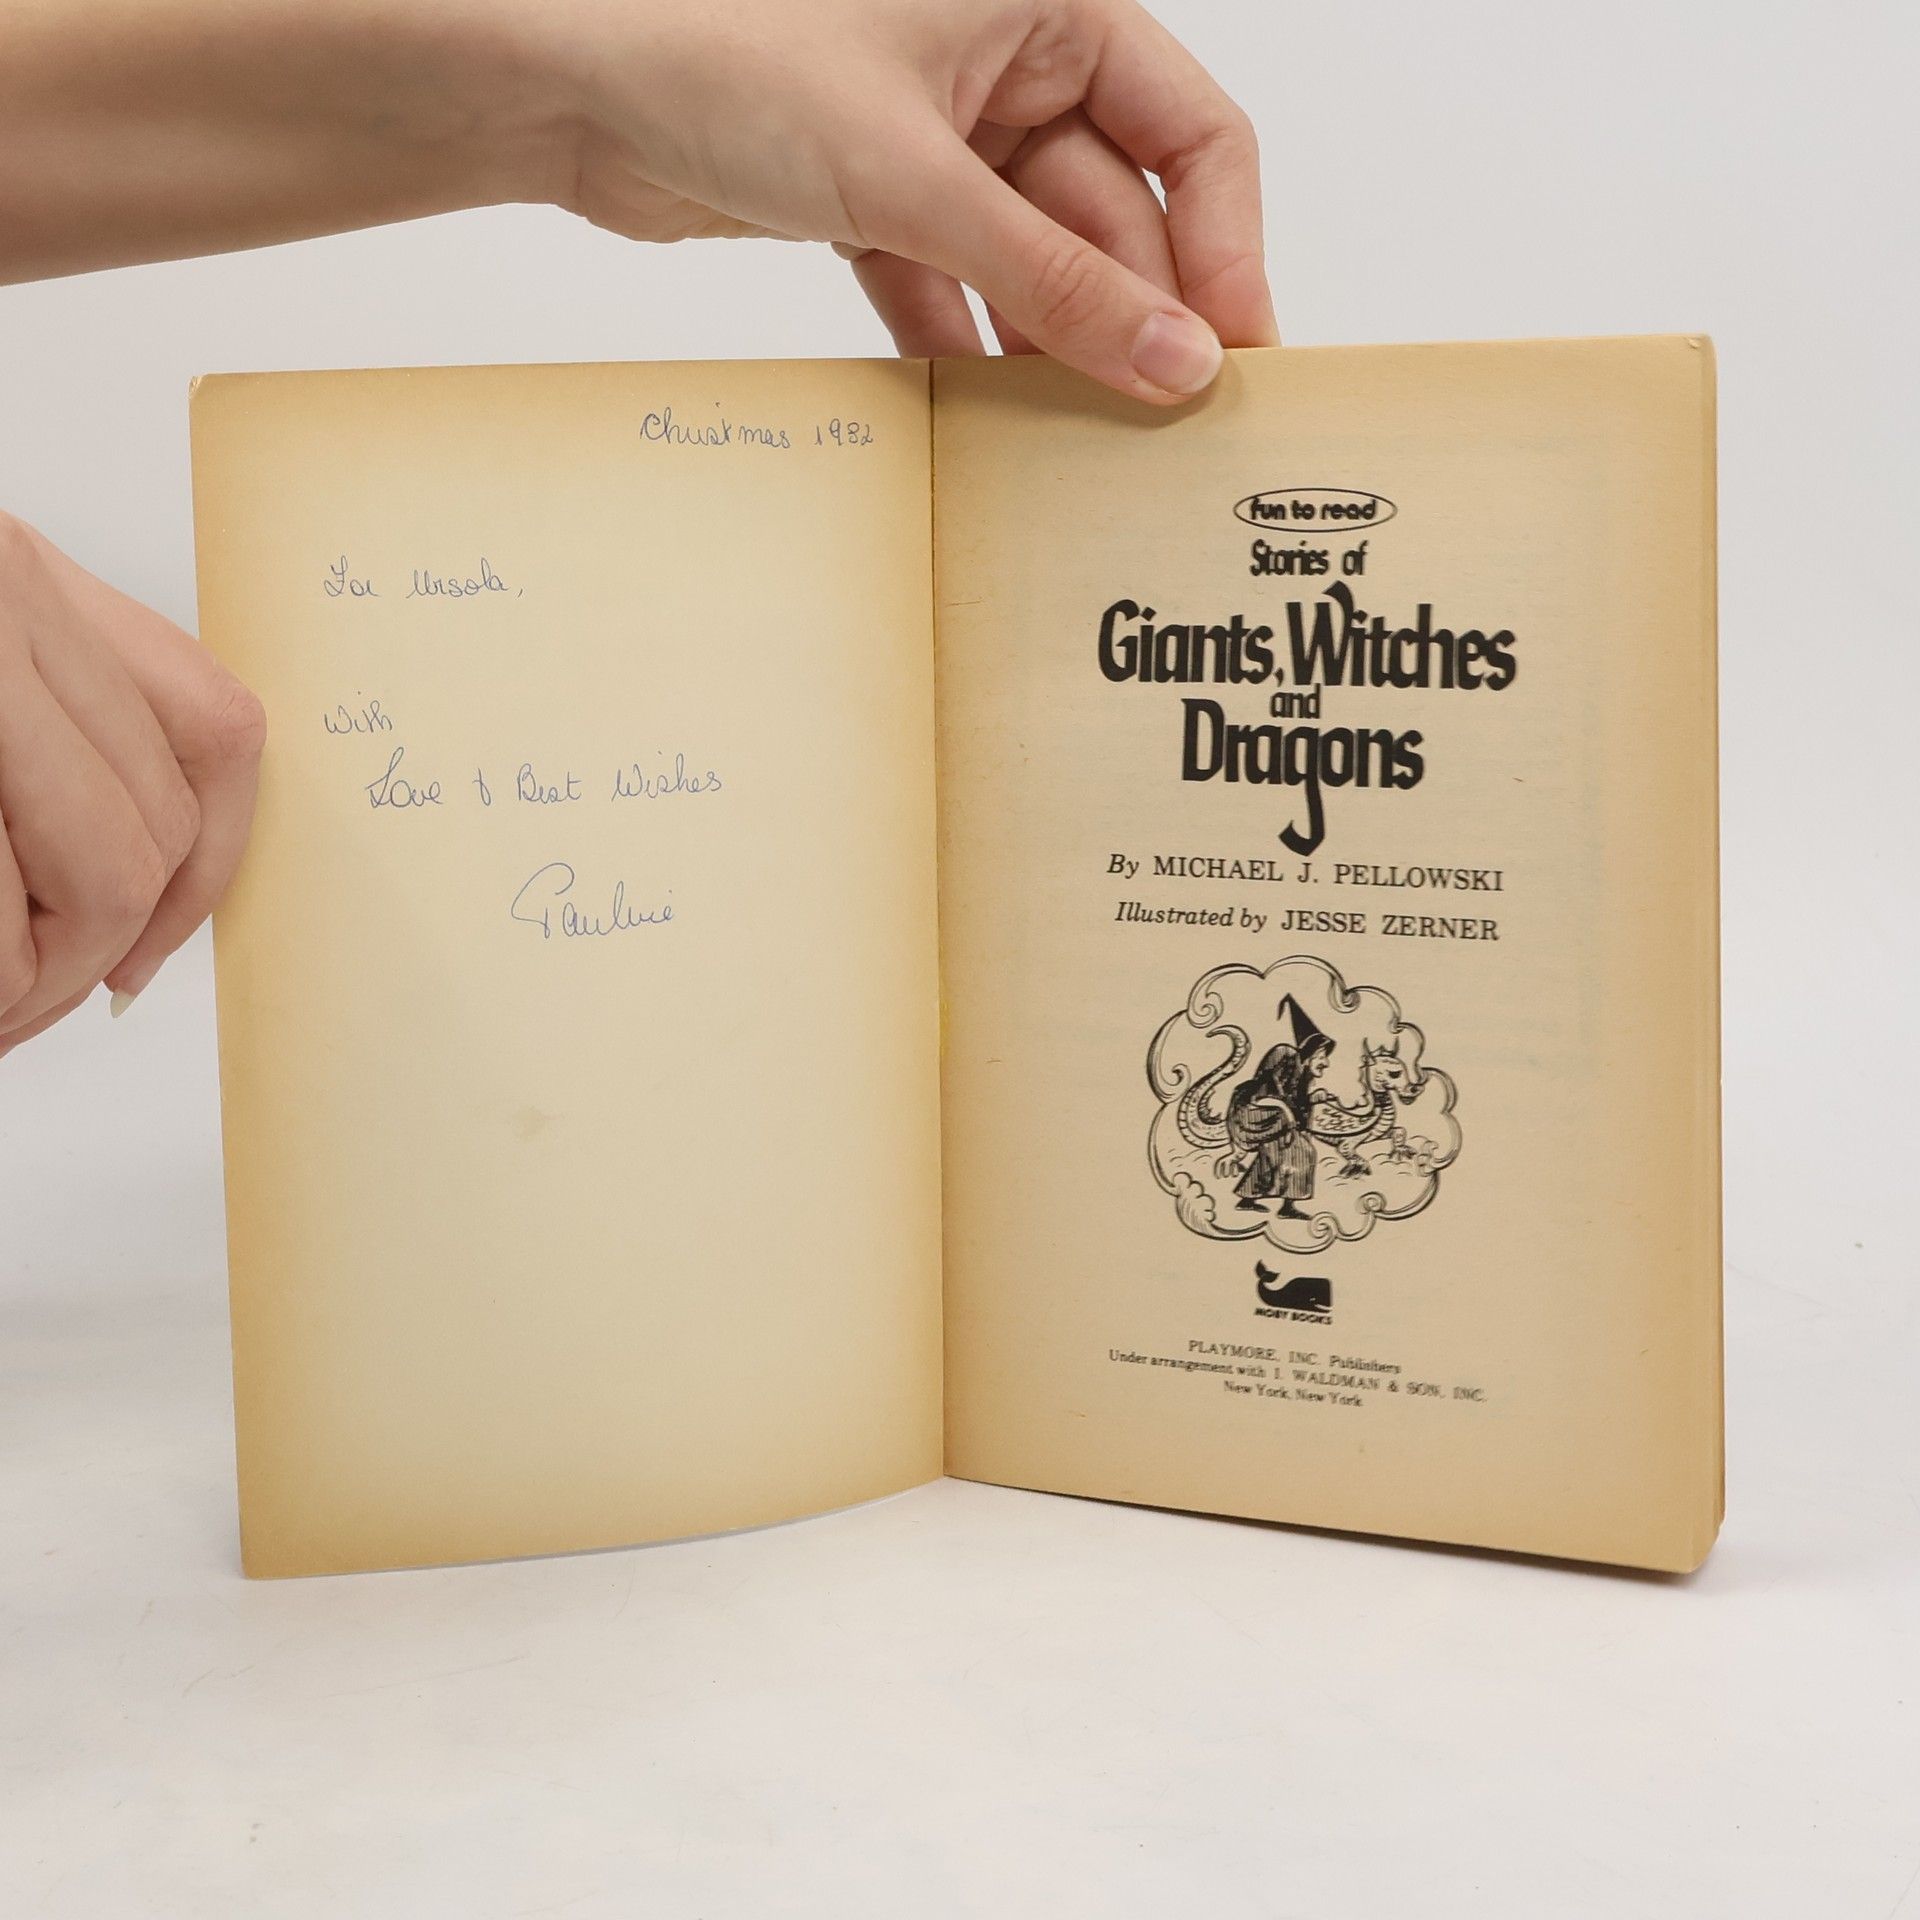 Christmas 1982
For Ursola,
With
Love & Best Wishes
Pauline
fun to read
Stories of
Giants, Witches
and
Dragons
By MICHAEL J. PELLOWSKI
Illustrated by JESSE ZERNER
MOBY BOOKS
PLAYMORE, INC. Publishers
Under arrangement with I. WALDMAN & SON, INC.
New York, New York